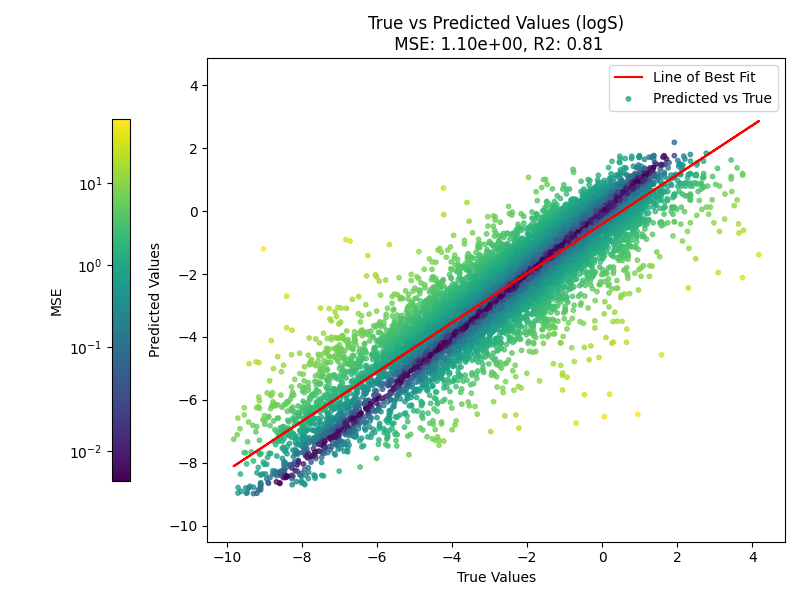 True vs Predicted Values (logS)
MSE: 1.10e+00, R2: 0.81
Line of Best Fit
Predicted vs True
4
2
0
−2
−4
−6
−8
−10
Predicted Values
−10 −8 −6 −4 −2 0 2 4
True Values
10¹
10⁰
10⁻¹
10⁻²
MSE